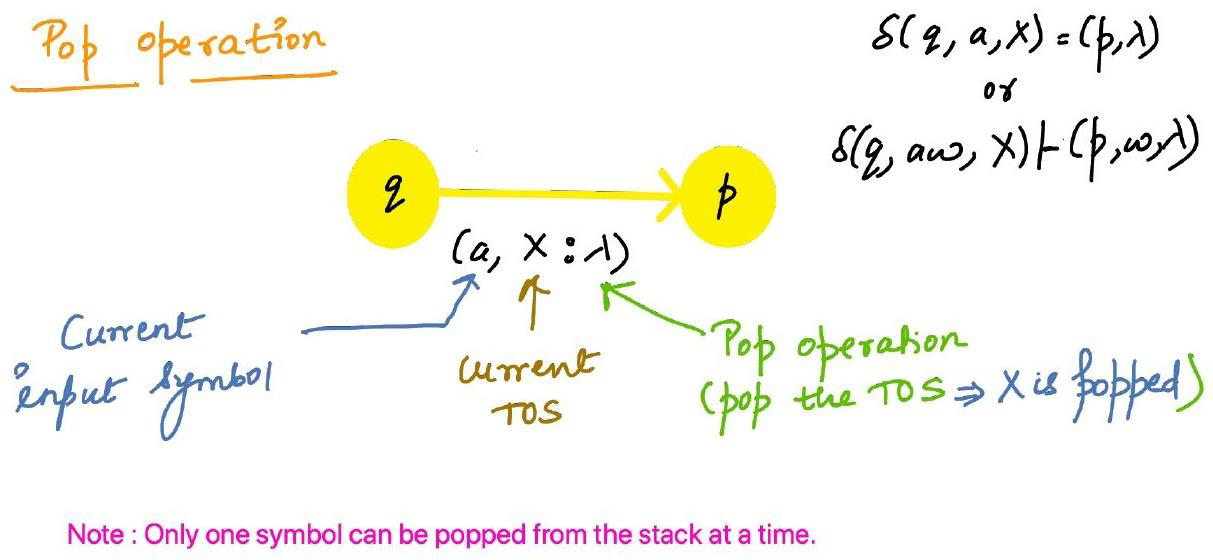 Pop operation
δ(q, a, X) = (p, λ)
or
δ(q, aw, X) ⊢ (p, w, λ)
q
p
(a, X : λ)
Current
input Symbol
Current
TOS
Pop operation
(pop the TOS ⇒ X is popped)
Note : Only one symbol can be popped from the stack at a time.